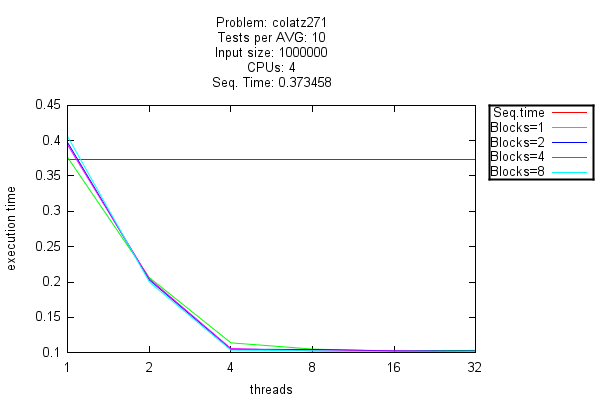 Problem: colatz271
Tests per AVG: 10
Input size: 1000000
CPUs: 4
Seq. Time: 0.373458
0.45
0.4
0.35
0.3
0.25
0.2
0.15
0.1
execution time
1 2 4 8 16 32
threads
Seq.time
Blocks=1
Blocks=2
Blocks=4
Blocks=8